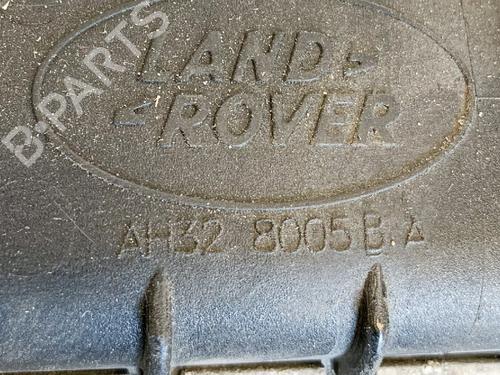 B-PARTS
LAND
ROVER
AH32 8005 B.A